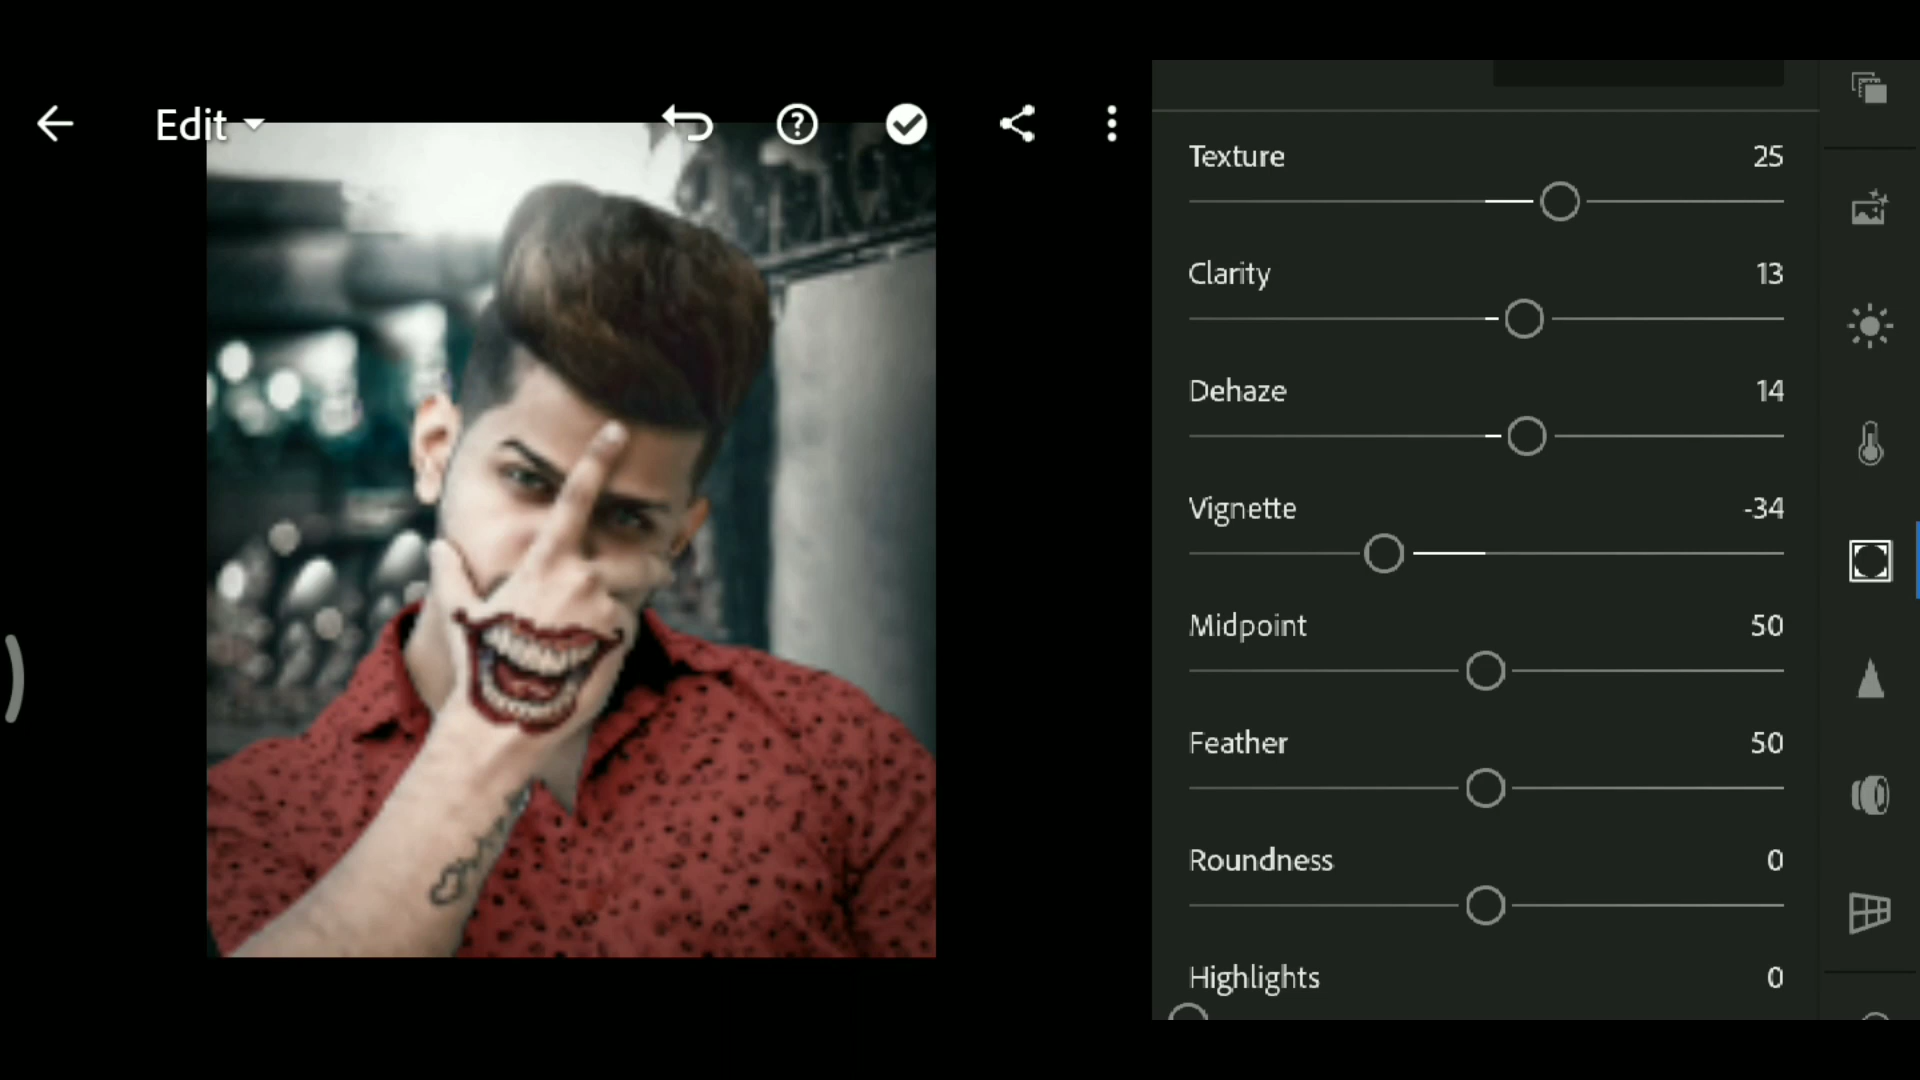 Edit
Texture 25
Clarity 13
Dehaze 14
Vignette -34
Midpoint 50
Feather 50
Roundness 0
Highlights 0